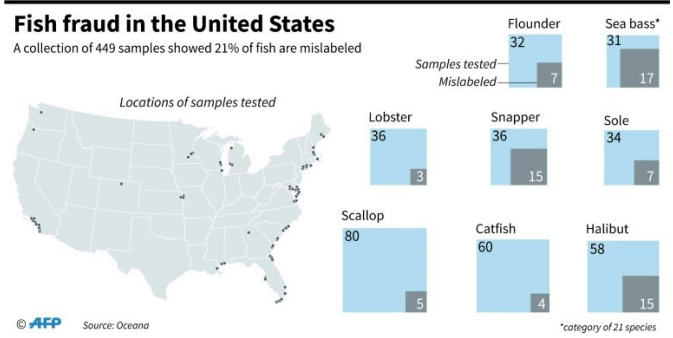 Fish fraud in the United States
A collection of 449 samples showed 21% of fish are mislabeled
Locations of samples tested
Flounder
32
Samples tested
Mislabeled
7
Sea bass*
31
17
Lobster
36
3
Snapper
36
15
Sole
34
7
Scallop
80
5
Catfish
60
4
Halibut
58
15
© AFP
Source: Oceana
*category of 21 species